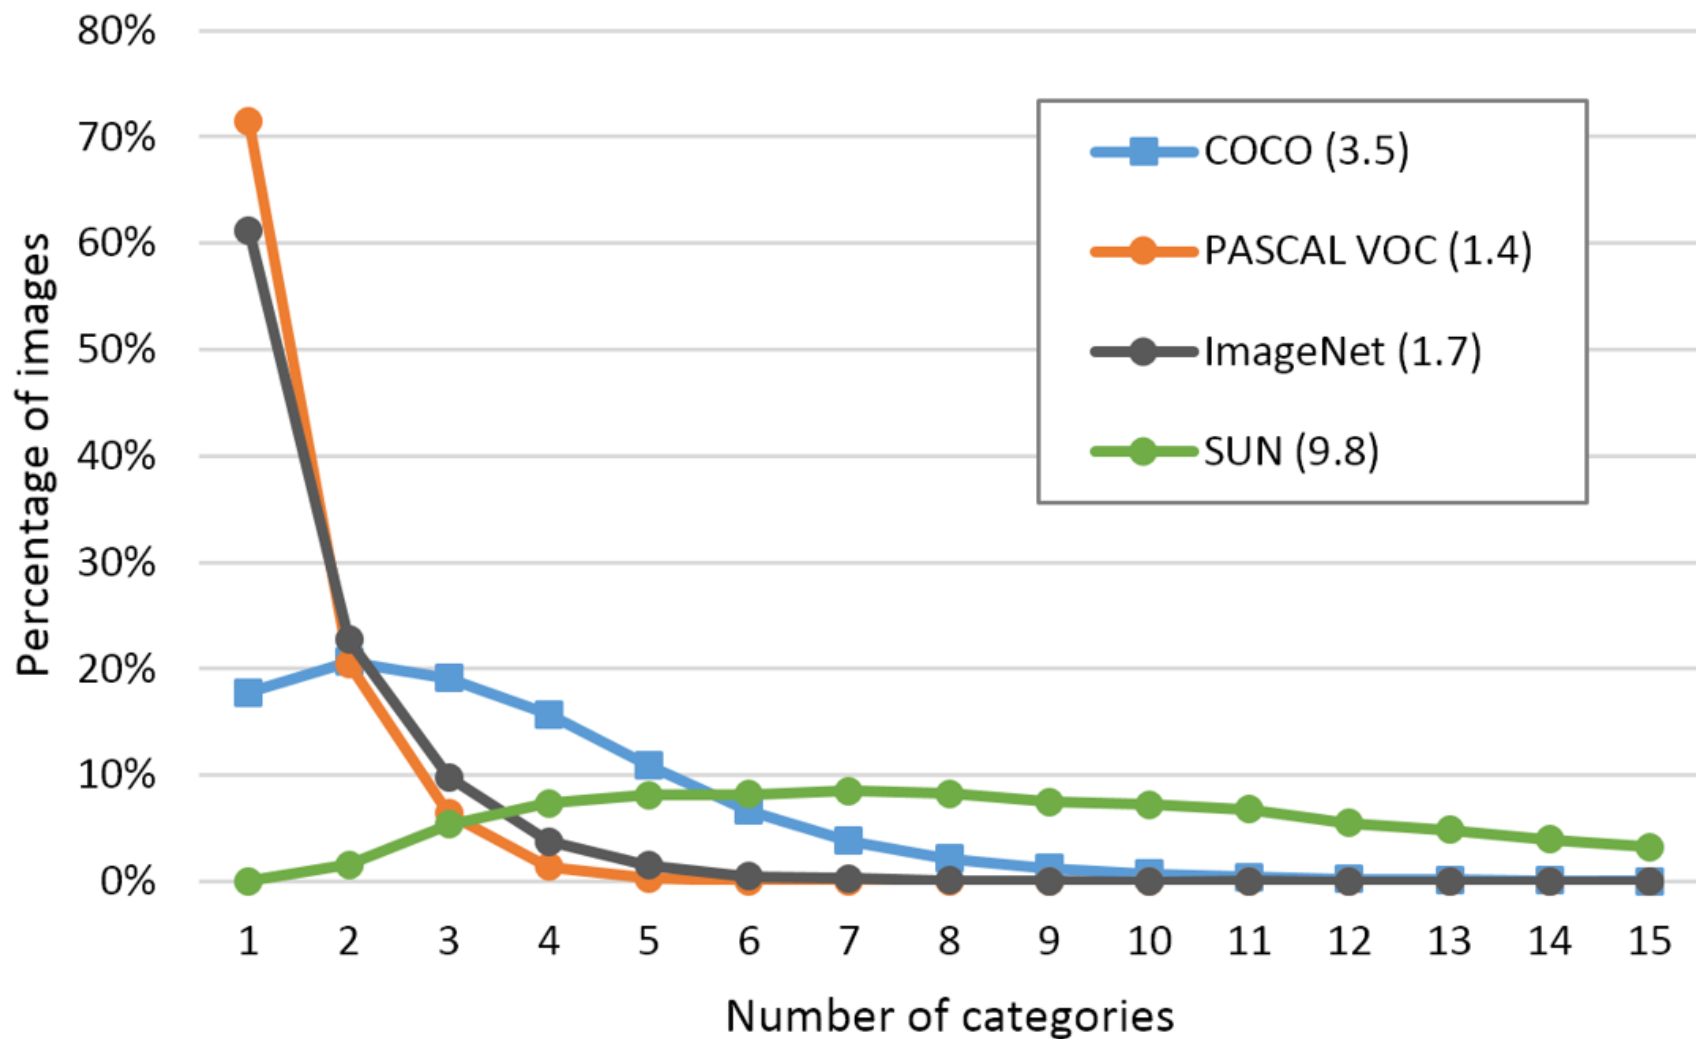 80%
70%
60%
50%
40%
30%
20%
10%
0%
Percentage of images
COCO (3.5)
PASCAL VOC (1.4)
ImageNet (1.7)
SUN (9.8)
1 2 3 4 5 6 7 8 9 10 11 12 13 14 15
Number of categories